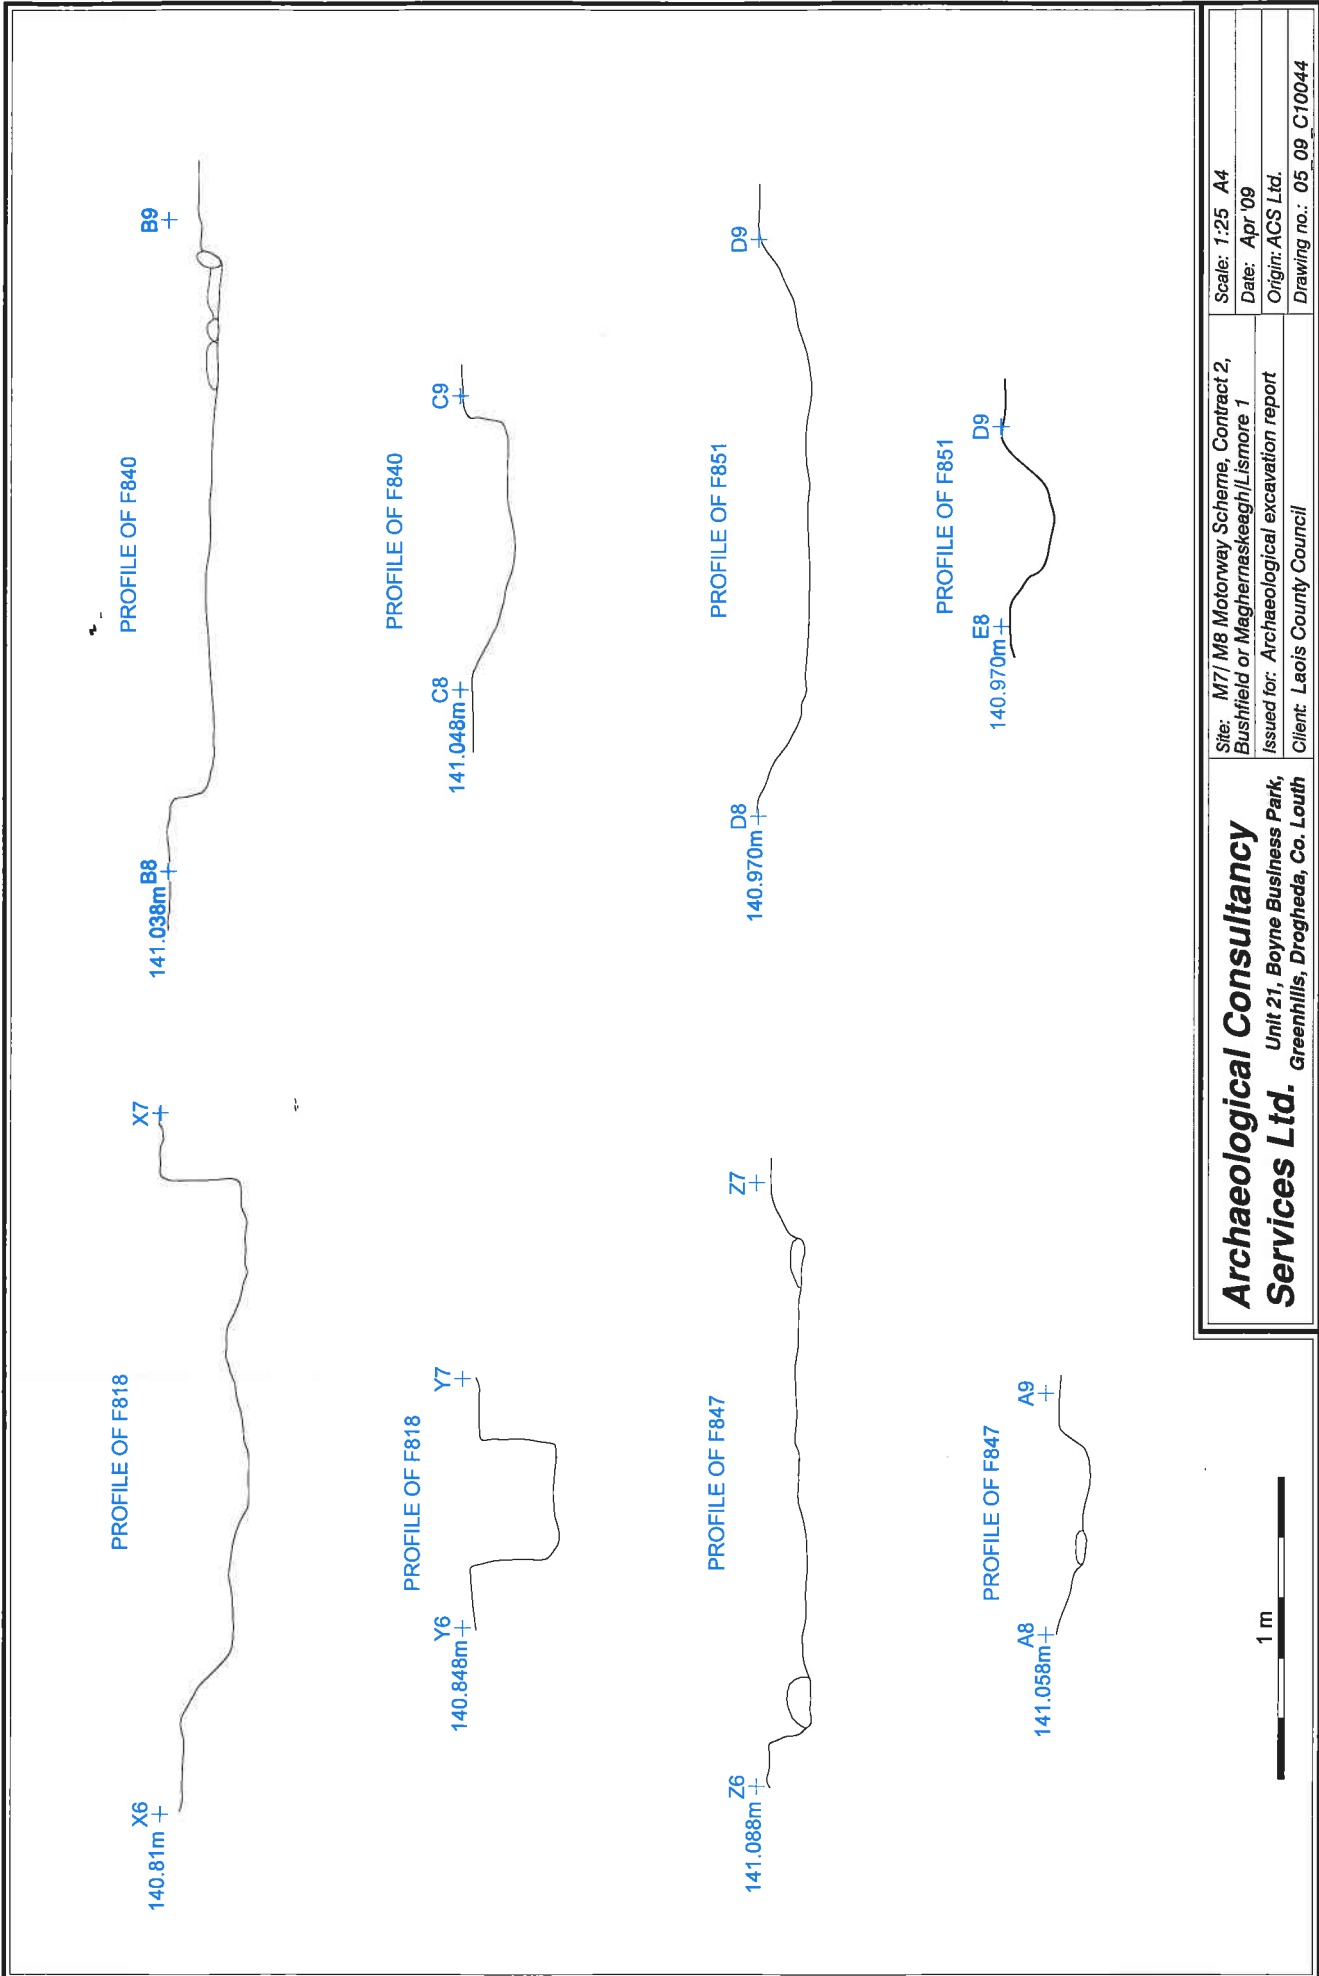 PROFILE OF F818
X6
140.81m
X7
PROFILE OF F818
Y6
140.848m
Y7
PROFILE OF F847
Z6
141.088m
Z7
PROFILE OF F847
A8
141.058m
A9
1 m
PROFILE OF F840
141.038m B8
B9
PROFILE OF F840
C8
141.048m
C9
PROFILE OF F851
D8
140.970m
D9
PROFILE OF F851
E8
140.970m
D9
Archaeological Consultancy
Services Ltd.
Unit 21, Boyne Business Park,
Greenhills, Drogheda, Co. Louth
Site: M7/ M8 Motorway Scheme, Contract 2,
Bushfield or Maghernaskeagh/Lismore 1
Issued for: Archaeological excavation report
Client: Laois County Council
Scale: 1:25 A4
Date: Apr '09
Origin: ACS Ltd.
Drawing no.: 05_09_C10044